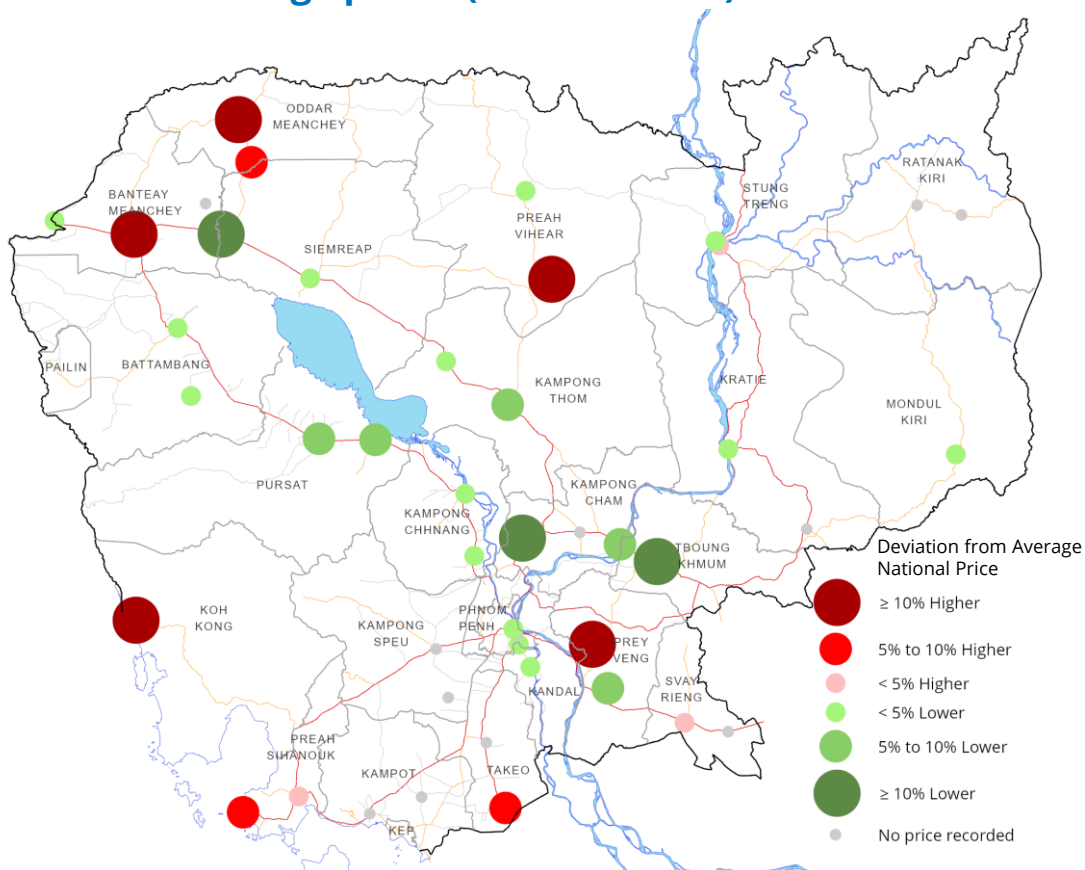 ODDAR
MEANCHEY
RATANAK
KIRI
BANTEAY
MEANCHEY
STUNG
TRENG
PREAH
VIHEAR
SIEMREAP
PAILIN
BATTAMBANG
KAMPONG
THOM
KRATIE
MONDUL
KIRI
PURSAT
KAMPONG
CHAM
KAMPONG
CHHNANG
TBOUNG
KHMUM
Deviation from Average
National Price
≥ 10% Higher
5% to 10% Higher
< 5% Higher
< 5% Lower
5% to 10% Lower
≥ 10% Lower
No price recorded
KOH
KONG
KAMPONG
SPEU
PHNOM
PENH
PREY
VENG
KANDAL
SVAY
RIENG
PREAH
SIHANOUK
KAMPOT
TAKEO
KEP